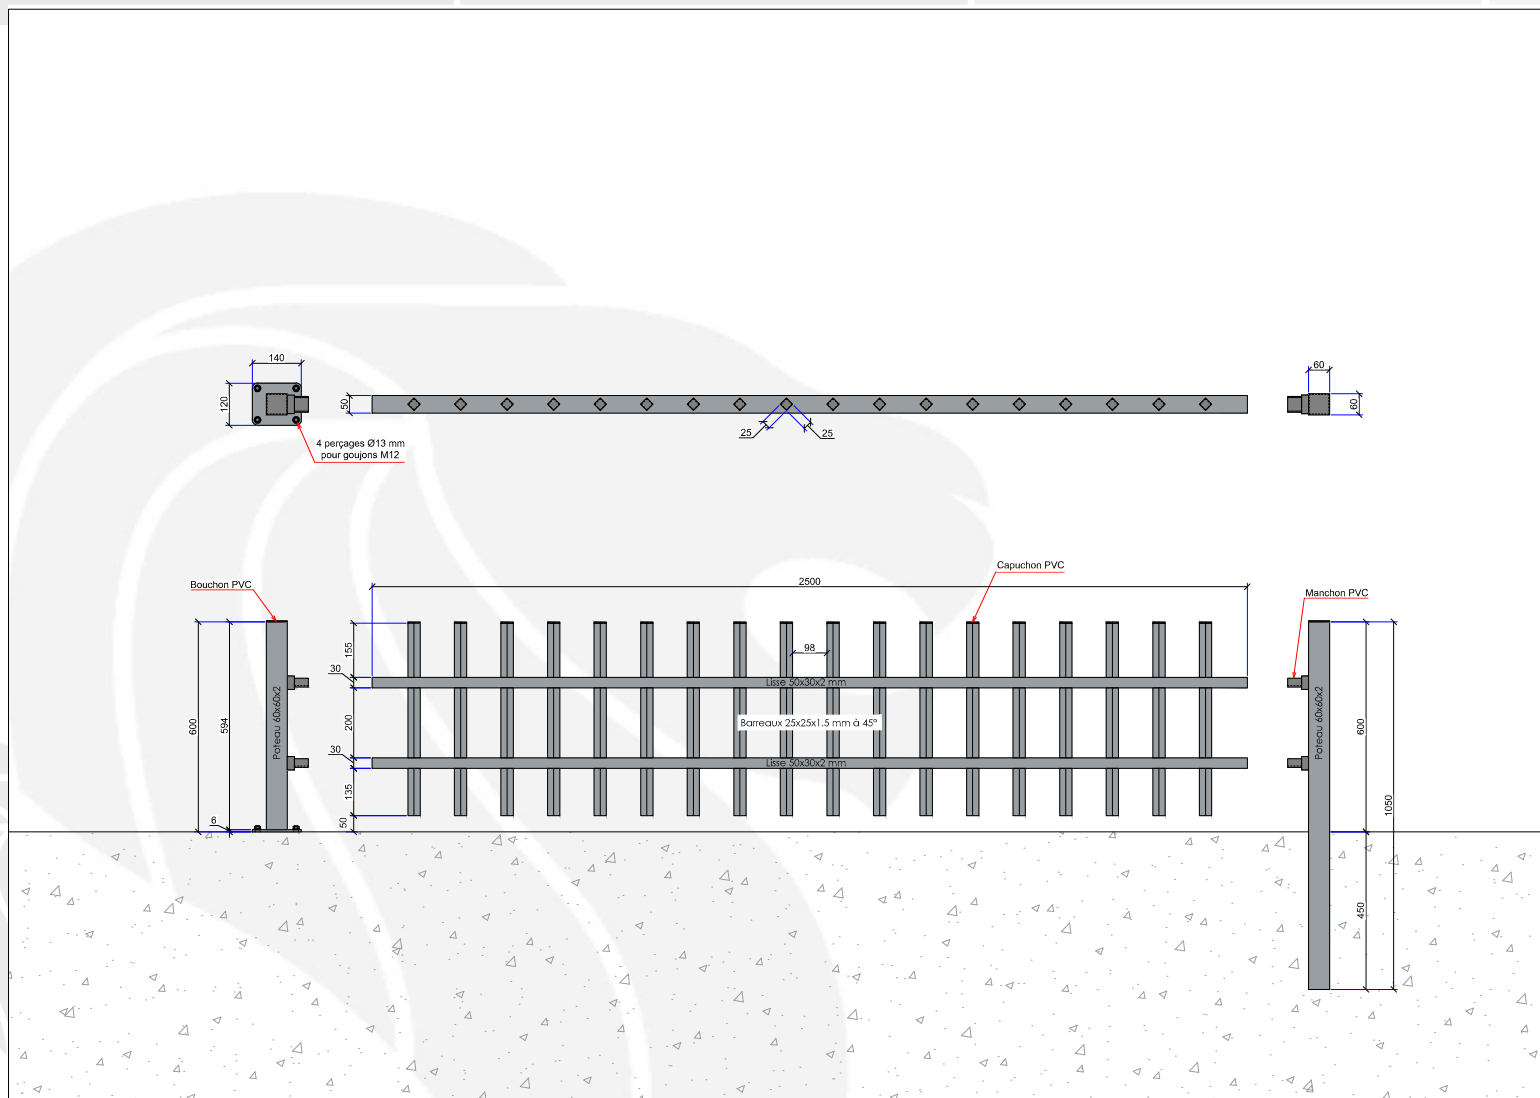 140
120
4 perçages Ø13 mm
pour goujons M12
50
25
25
60
60
Bouchon PVC
2500
Capuchon PVC
Manchon PVC
600
594
6
Poteau 60x60x2
155
30
200
30
135
50
98
Lisse 50x30x2 mm
Barreaux 25x25x1.5 mm à 45°
Lisse 50x30x2 mm
Poteau 60x60x2
600
1050
450